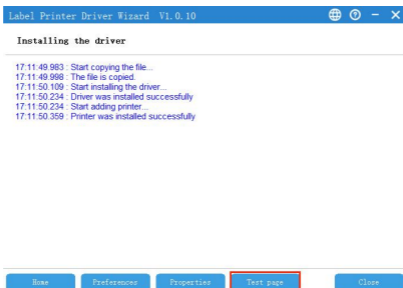 Label Printer Driver Wizard V1.0.10
Installing the driver
17:11:49.983 : Start copying the file...
17:11:49.998 : The file is copied.
17:11:50.109 : Start installing the driver...
17:11:50.234 : Driver was installed successfully
17:11:50.234 : Start adding printer...
17:11:50.359 : Printer was installed successfully
Home Preferences Properties Test page Close